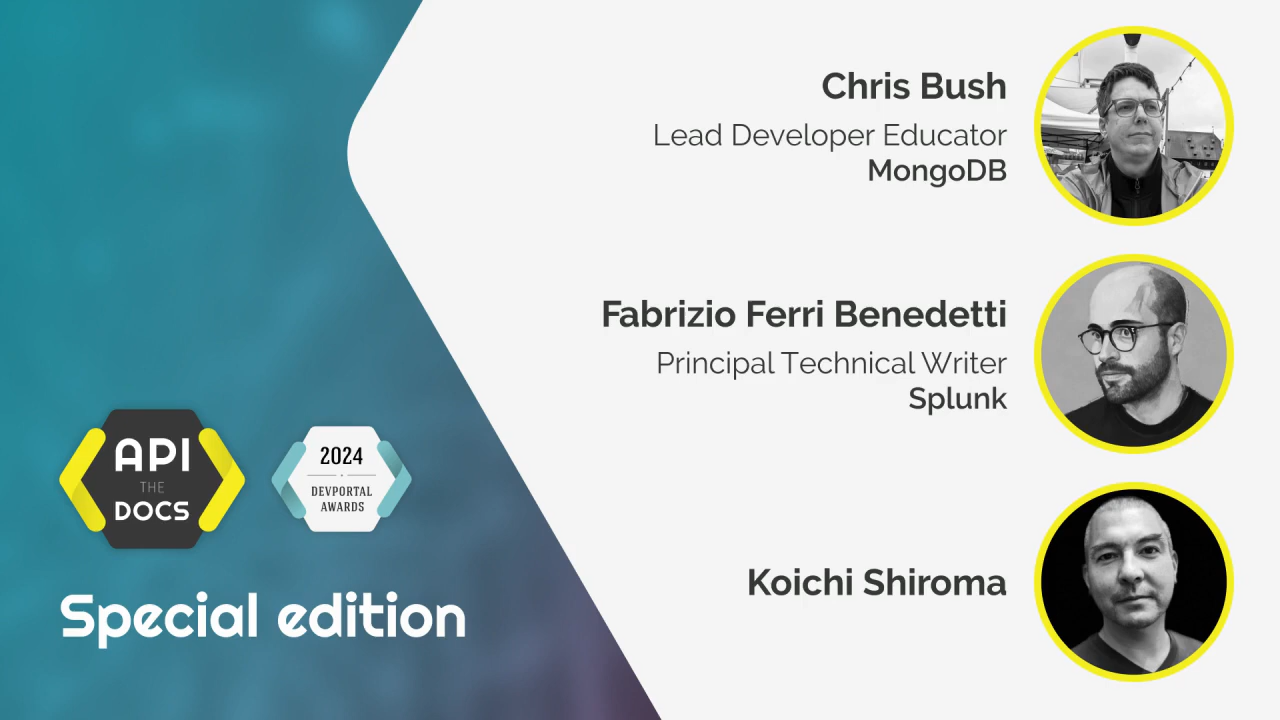 API
THE
DOCS
2024
DEVPORTAL
AWARDS
Special edition
Chris Bush
Lead Developer Educator
MongoDB
Fabrizio Ferri Benedetti
Principal Technical Writer
Splunk
Koichi Shiroma